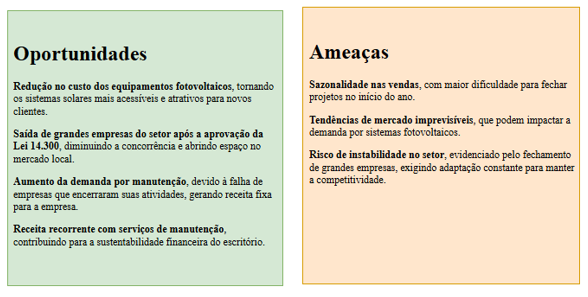 Oportunidades
Redução no custo dos equipamentos fotovoltaicos, tornando
os sistemas solares mais acessíveis e atrativos para novos
clientes.
Saída de grandes empresas do setor após a aprovação da
Lei 14.300, diminuindo a concorrência e abrindo espaço no
mercado local.
Aumento da demanda por manutenção, devido à falha de
empresas que encerraram suas atividades, gerando receita fixa
para a empresa.
Receita recorrente com serviços de manutenção,
contribuindo para a sustentabilidade financeira do escritório.
Ameaças
Sazonalidade nas vendas, com maior dificuldade para fechar
projetos no início do ano.
Tendências de mercado imprevisíveis, que podem impactar a
demanda por sistemas fotovoltaicos.
Risco de instabilidade no setor, evidenciado pelo fechamento
de grandes empresas, exigindo adaptação constante para manter
a competitividade.